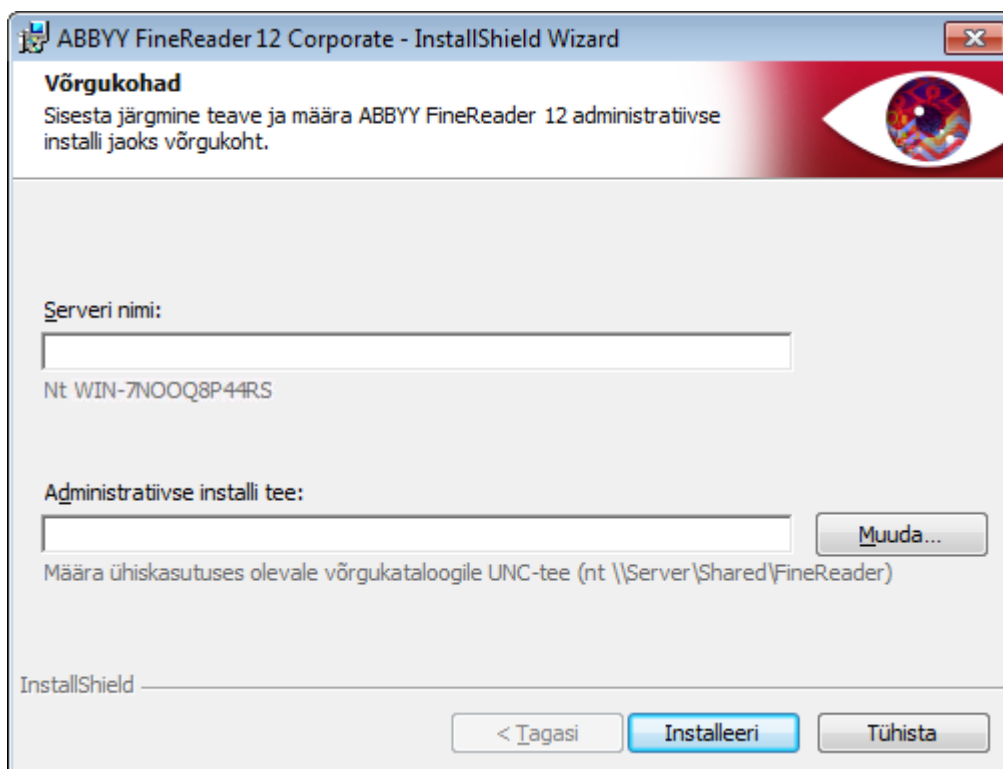 ABBYY FineReader 12 Corporate - InstallShield Wizard
Võrgukohad
Sisesta järgmine teave ja määra ABBYY FineReader 12 administratiivse
installi jaoks võrgukoht.
Serveri nimi:
Nt WIN-7NOOQ8P44RS
Administratiivse installi tee:
Muuda...
Määra ühiskasutuses olevale võrgukataloogile UNC-tee (nt \\Server\Shared\FineReader)
InstallShield
< Tagasi
Installeeri
Tühista